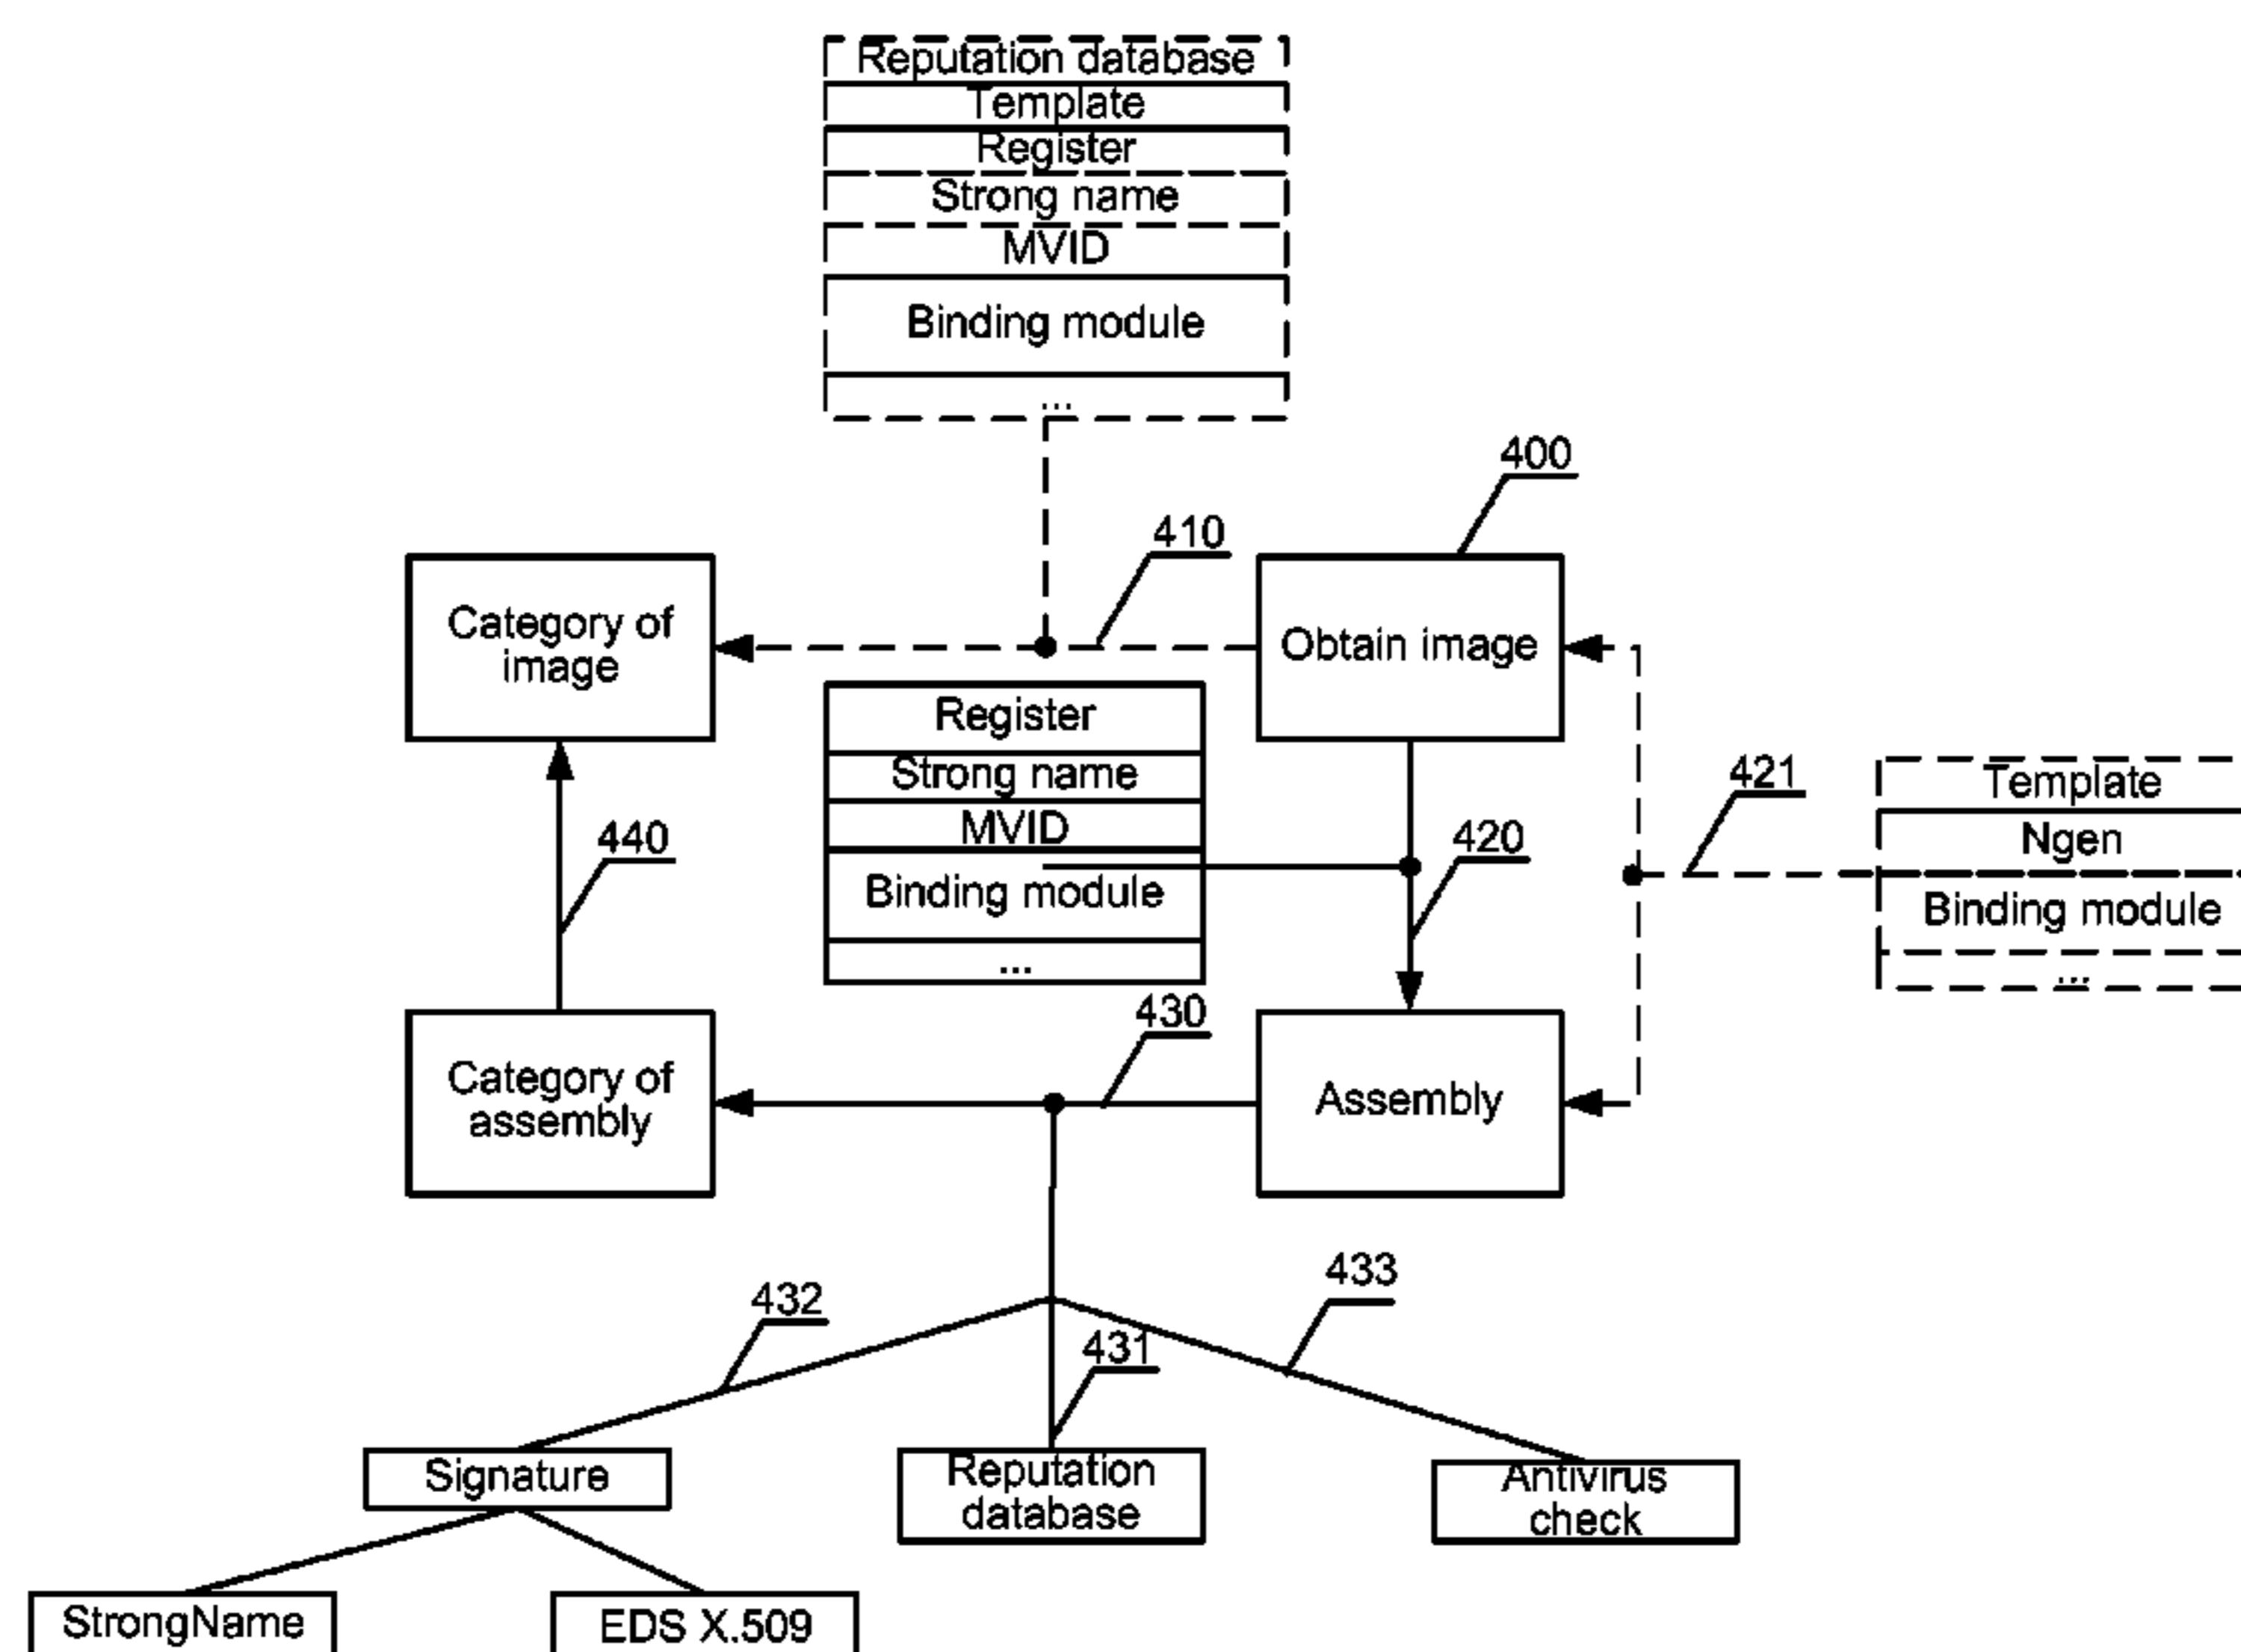 Reputation database
Template
Register
Strong name
MVID
Binding module
...
400
410
Category of
image
Obtain image
Register
Strong name
MVID
Binding module
...
440
420
421
Template
Ngen
Binding module
...
430
Category of
assembly
Assembly
432
431
433
Signature
Reputation
database
Antivirus
check
StrongName
EDS X.509